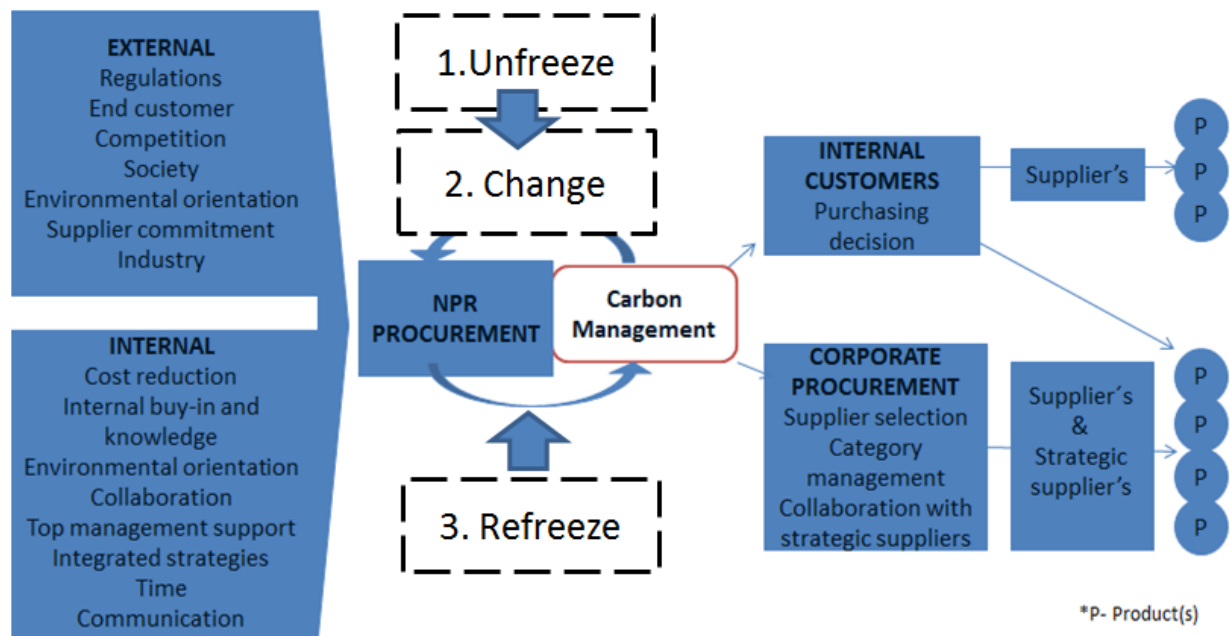 EXTERNAL
Regulations
End customer
Competition
Society
Environmental orientation
Supplier commitment
Industry
INTERNAL
Cost reduction
Internal buy-in and
knowledge
Environmental orientation
Collaboration
Top management support
Integrated strategies
Time
Communication
1.Unfreeze
2. Change
NPR
PROCUREMENT
Carbon
Management
3. Refreeze
INTERNAL
CUSTOMERS
Purchasing
decision
Supplier's
P
P
P
CORPORATE
PROCUREMENT
Supplier selection
Category
management
Collaboration with
strategic suppliers
Supplier´s
&
Strategic
supplier's
P
P
P
P
*P- Product(s)